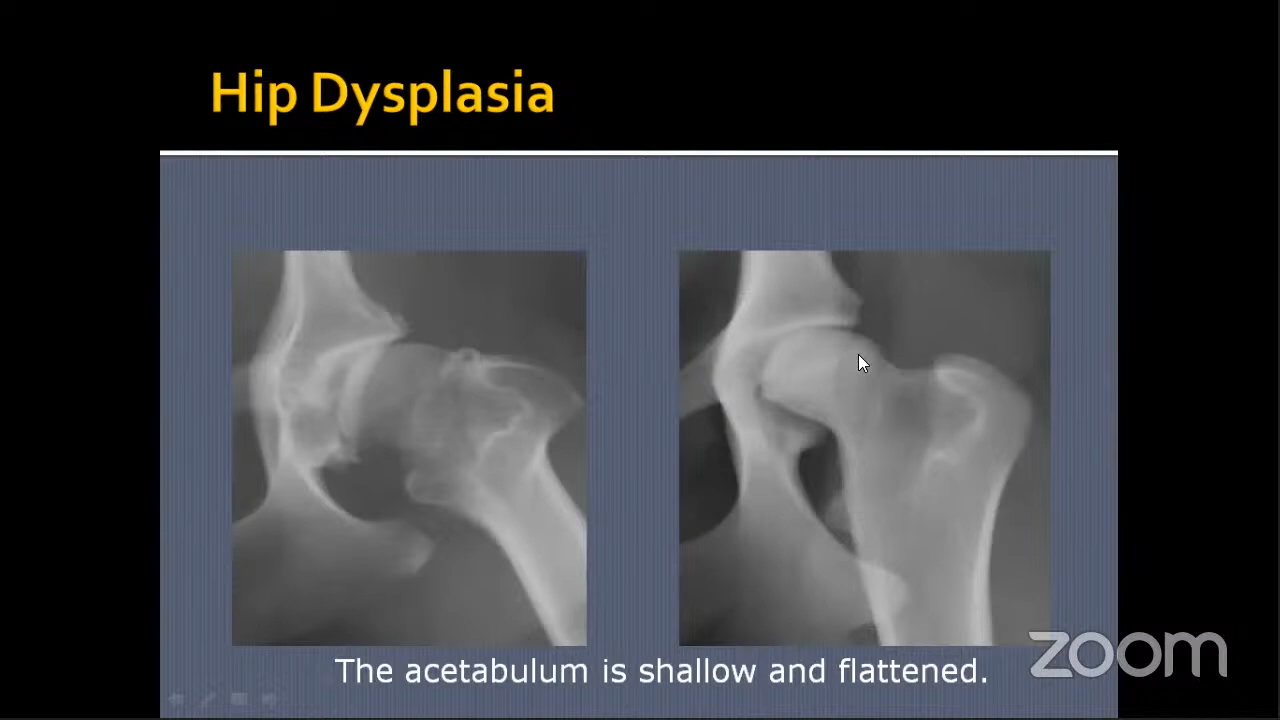 Hip Dysplasia
The acetabulum is shallow and flattened.
zoom